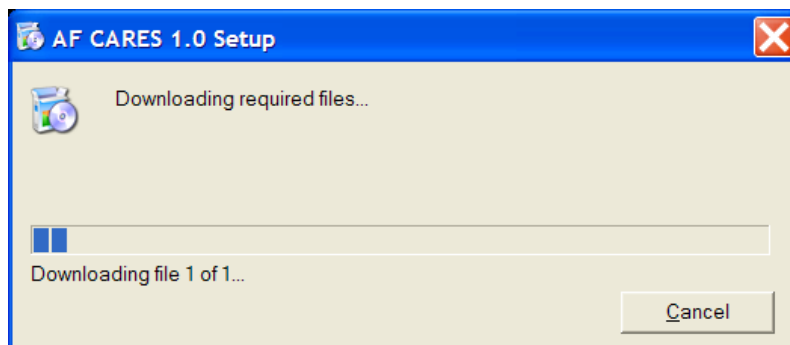 AF CARES 1.0 Setup
Downloading required files...
Downloading file 1 of 1...
Cancel